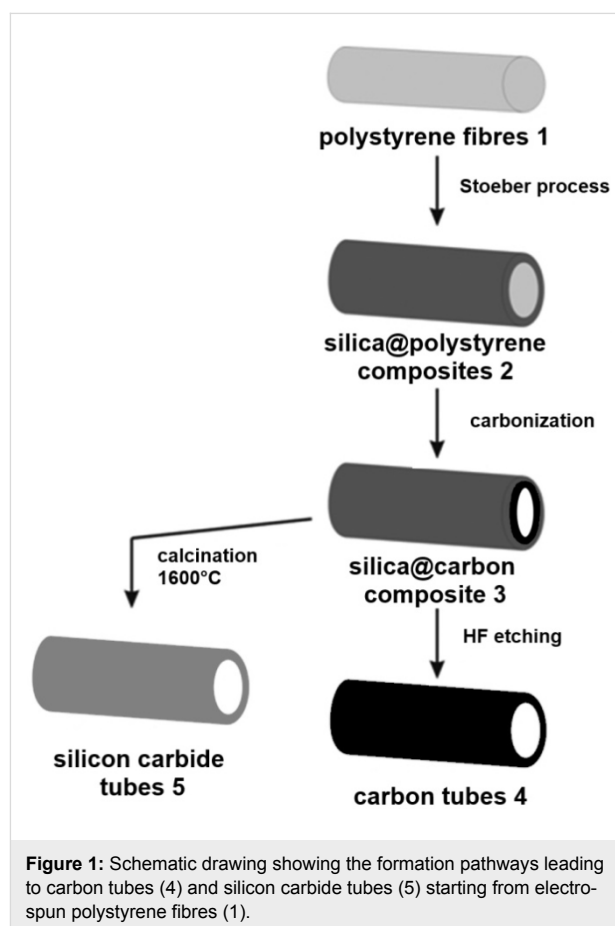 polystyrene fibres 1
Stoeber process
silica@polystyrene
composites 2
carbonization
calcination
1600°C
silica@carbon
composite 3
HF etching
silicon carbide
tubes 5
carbon tubes 4
Figure 1: Schematic drawing showing the formation pathways leading
to carbon tubes (4) and silicon carbide tubes (5) starting from electro-
spun polystyrene fibres (1).